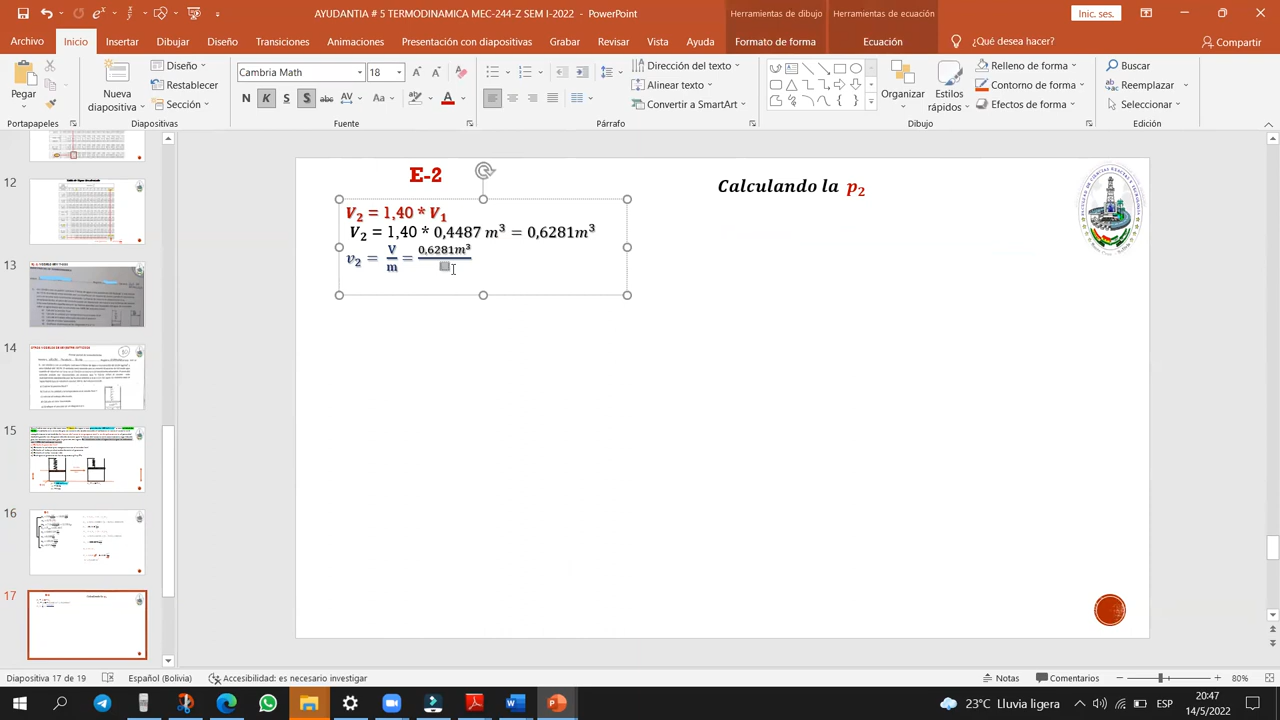 AYUDANTIA # 5 TERMODINAMICA MEC-244-Z SEM I-2022 - PowerPoint
Herramientas de dibujo
Herramientas de ecuación
Inic. ses.
Archivo Inicio Insertar Dibujar Diseño Transiciones Animaciones Presentación con diapositivas Grabar Revisar Vista Ayuda Formato de forma Ecuación ¿Qué desea hacer? Compartir
Pegar
Nueva diapositiva
Diseño
Restablecer
Sección
Cambria Math 18
N K S S abc AV Aa A
Dirección del texto
Alinear texto
Convertir a SmartArt
Organizar
Estilos rápidos
Relleno de forma
Contorno de forma
Efectos de forma
Buscar
Reemplazar
Seleccionar
Portapapeles Diapositivas Fuente Párrafo Dibujo Edición
12
13
14
15
16
17
E-2
V₂ = 1,40 * V₁
V₂ = 1,40 * 0,4487 m³ = 0,6281m³
v₂ = V/m = 0,6281m³/
Calculando la p₂
Diapositiva 17 de 19 Español (Bolivia) Accesibilidad: es necesario investigar Notas Comentarios 80%
23°C Lluvia ligera ESP 20:47
14/5/2022